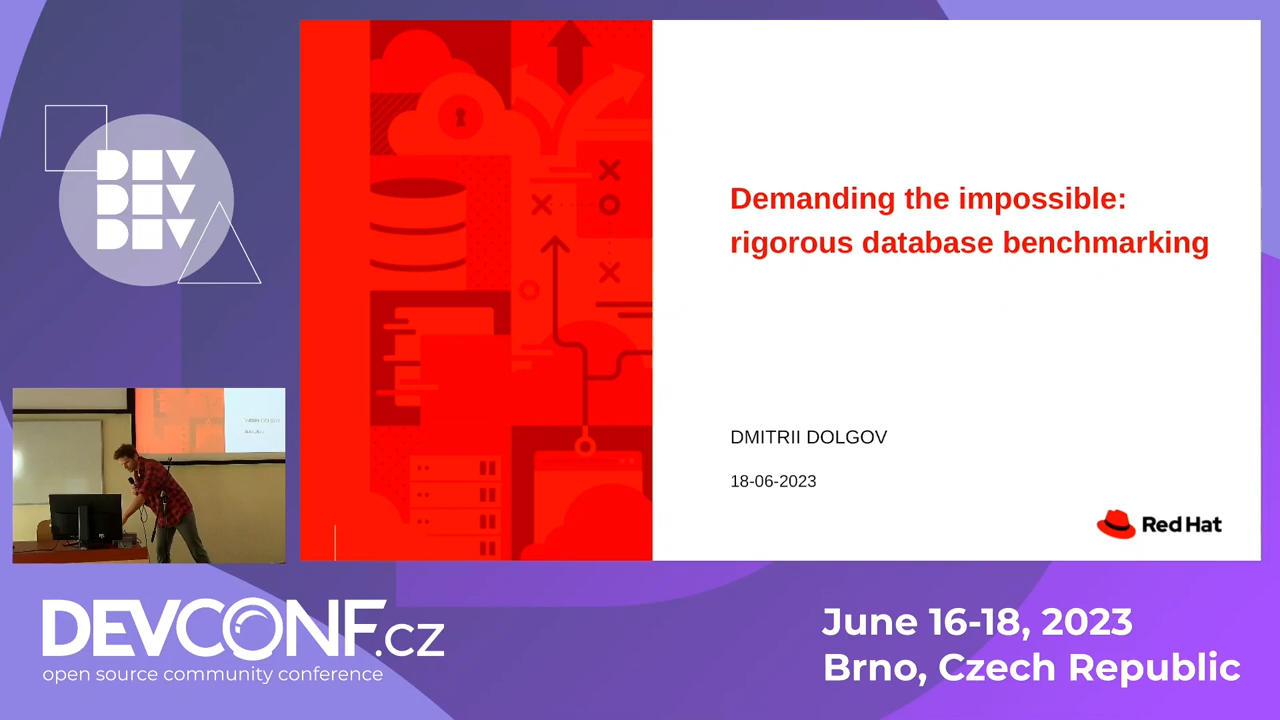 DEV
DEV
DEV
Demanding the impossible:
rigorous database benchmarking
DMITRII DOLGOV
18-06-2023
Red Hat
DEVCONF.cz
open source community conference
June 16-18, 2023
Brno, Czech Republic